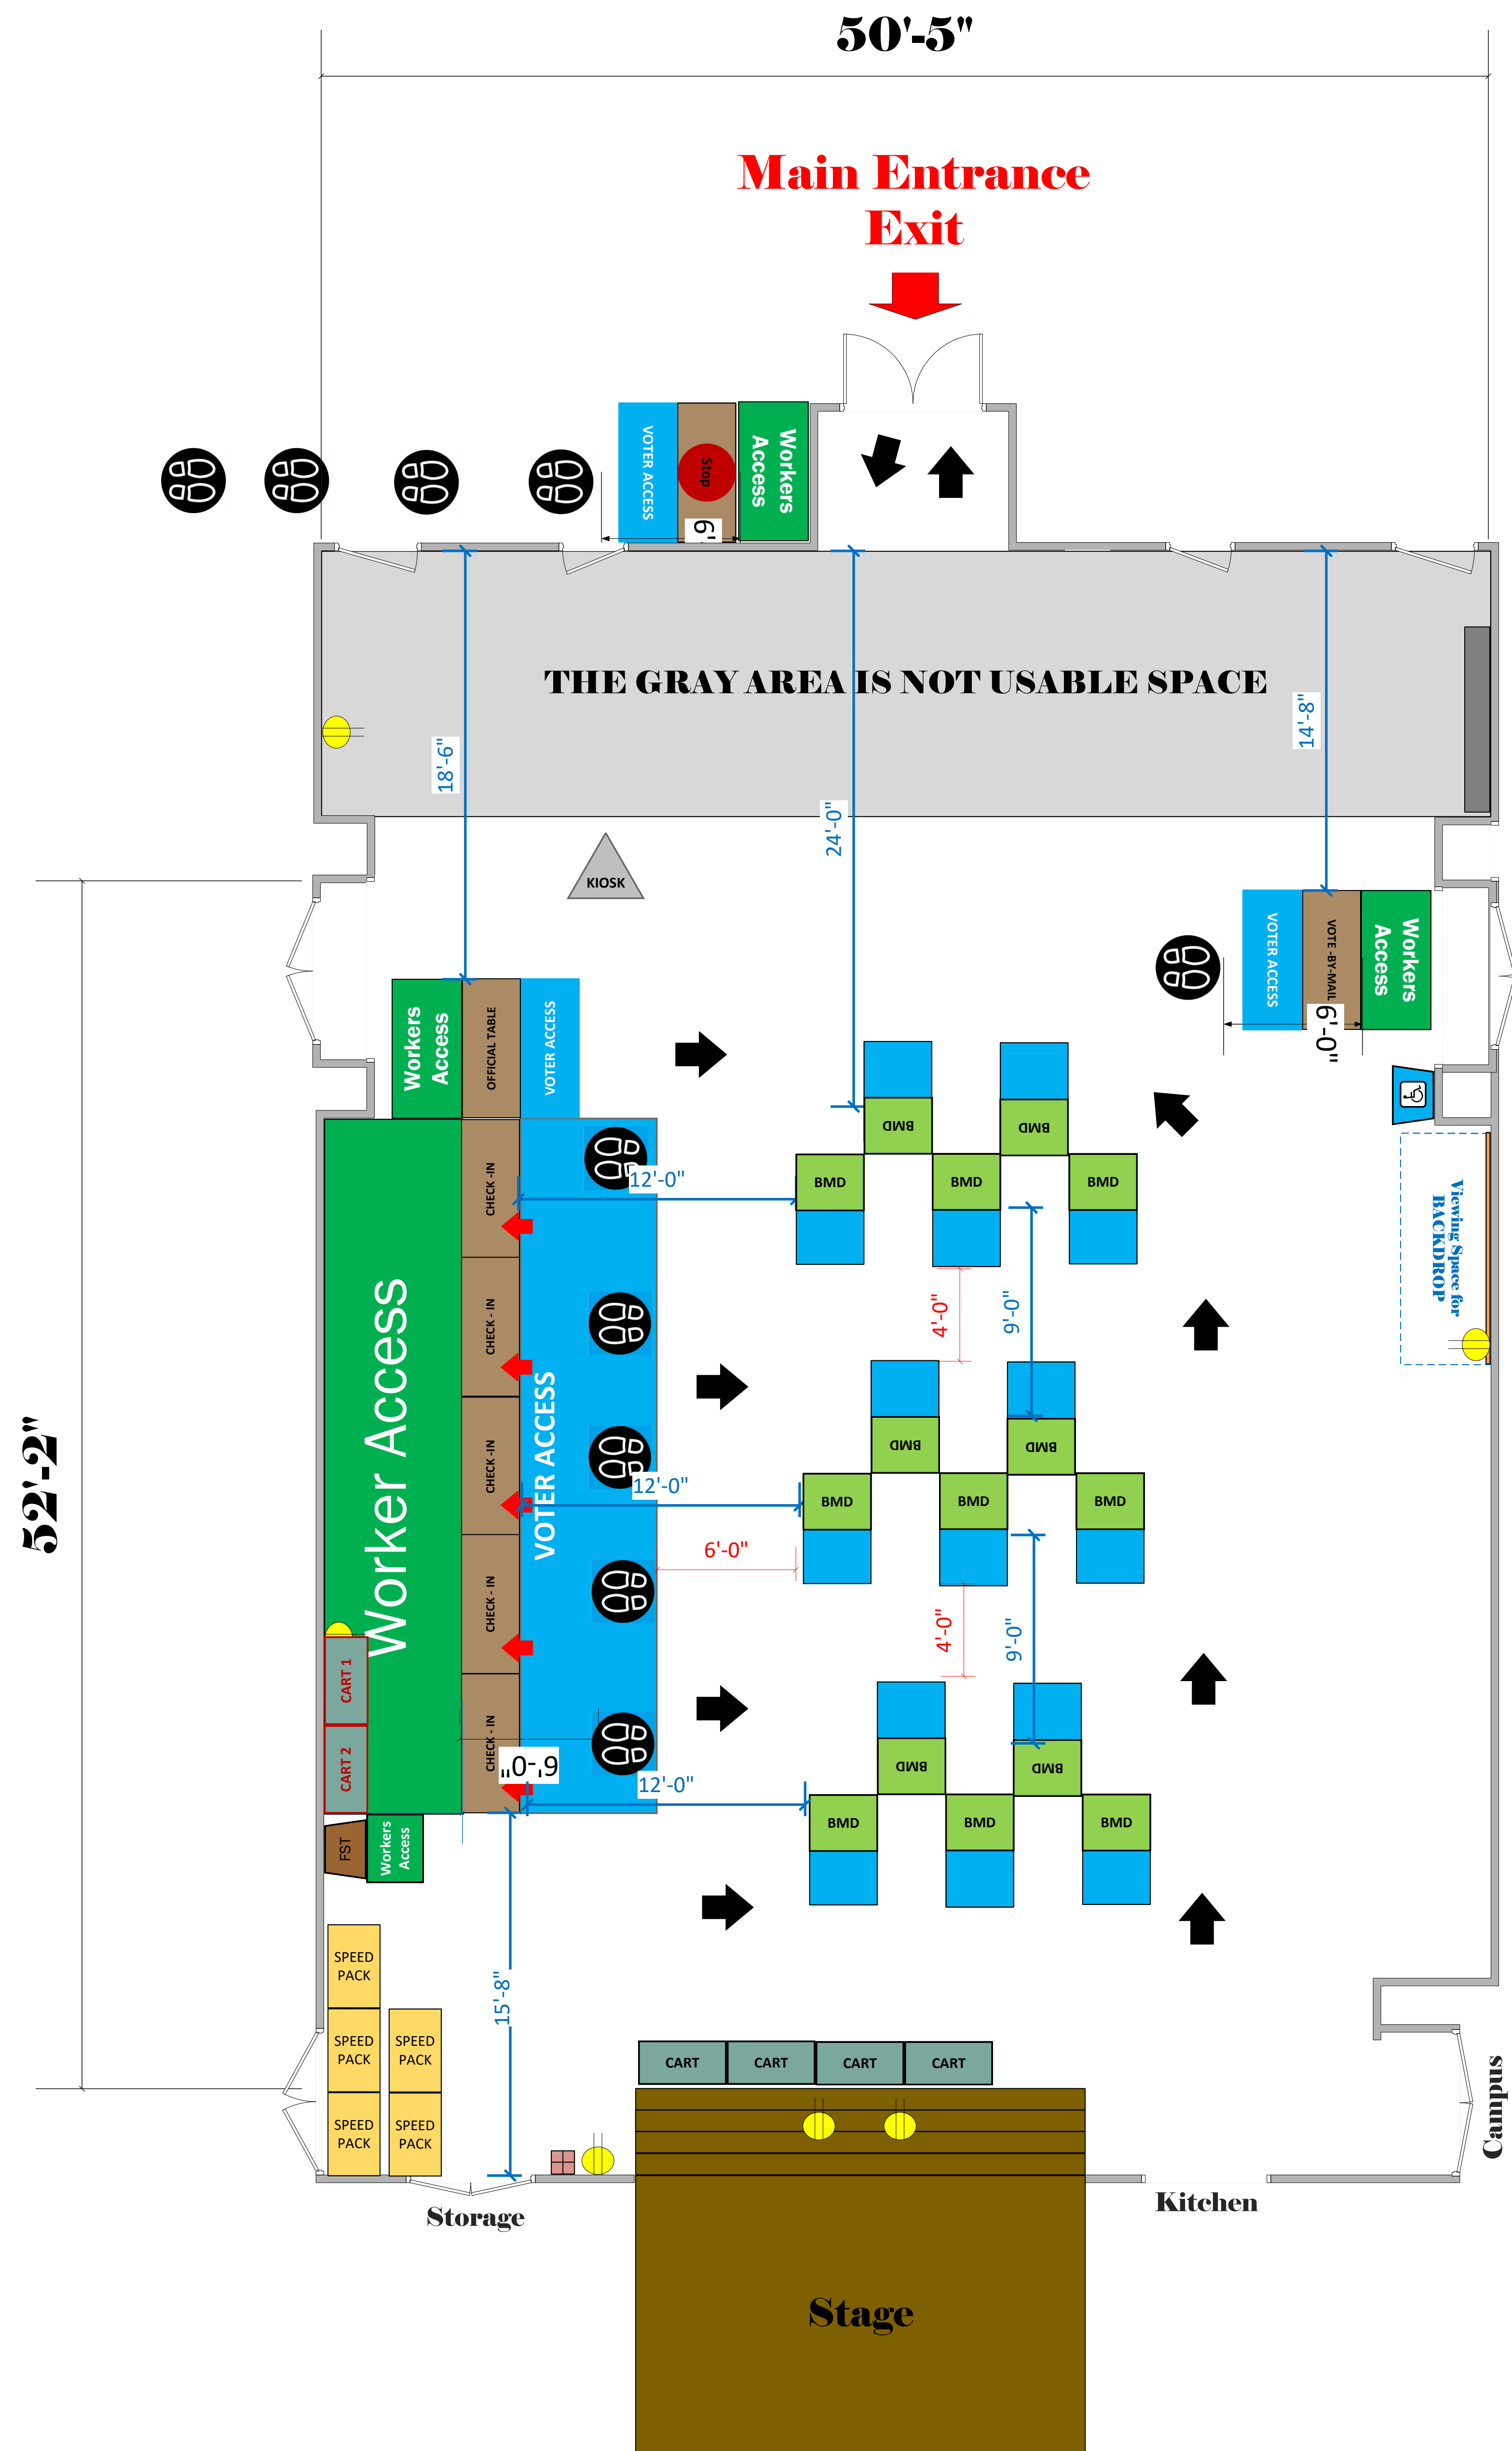 50'-5"
Main Entrance
Exit
VOTER ACCESS
Stop
Workers
Access
6'
THE GRAY AREA IS NOT USABLE SPACE
18'-6"
24'-0"
14'-8"
KIOSK
VOTER ACCESS
VOTE -BY-MAIL
Workers
Access
6'-0"
Workers
Access
OFFICIAL TABLE
VOTER ACCESS
BMD
BMD
BMD
BMD
BMD
CHECK -IN
12'-0"
Viewing Space for
BACKDROP
4'-0"
9'-0"
CHECK - IN
Worker Access
VOTER ACCESS
52'-2"
BMD
BMD
BMD
BMD
BMD
CHECK -IN
12'-0"
6'-0"
CHECK - IN
4'-0"
9'-0"
CART 1
CART 2
CHECK - IN
6'-0"
12'-0"
BMD
BMD
BMD
BMD
BMD
FST
Workers
Access
SPEED
PACK
SPEED
PACK
SPEED
PACK
SPEED
PACK
SPEED
PACK
15'-8"
CART
CART
CART
CART
Campus
Storage
Kitchen
Stage